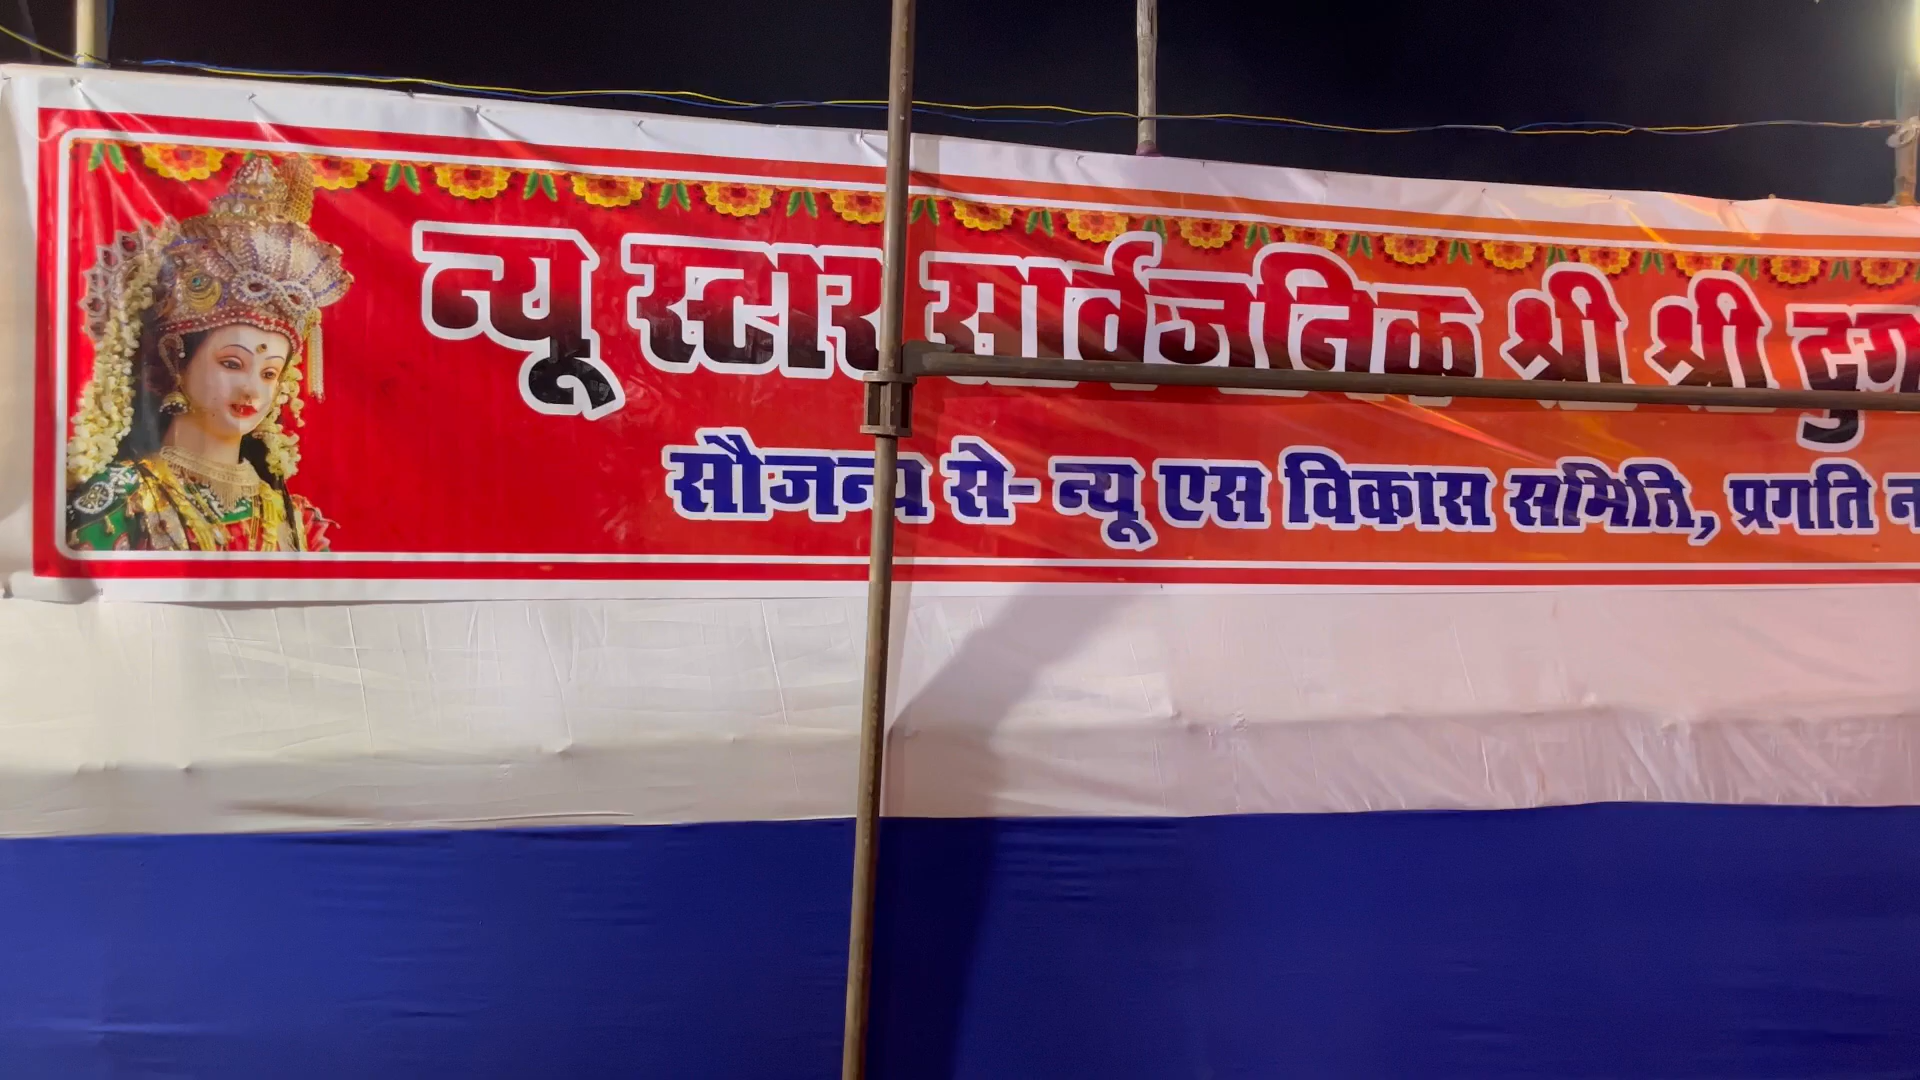 न्यू स्टार सार्वजनिक श्री श्री
सौजन्य से- न्यू एस विकास समिति, प्रगति